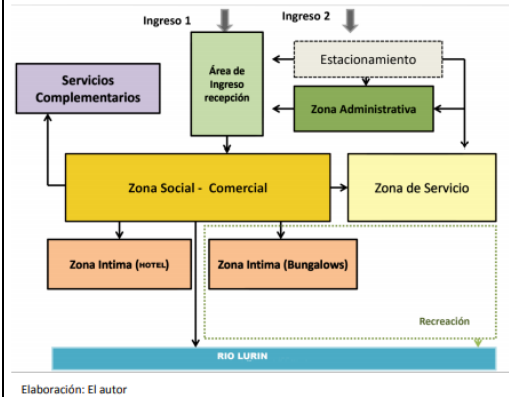 Ingreso 1
Ingreso 2
Área de
Ingreso
recepción
Estacionamiento
Servicios
Complementarios
Zona Administrativa
Zona Social - Comercial
Zona de Servicio
Zona Intima (HOTEL)
Zona Intima (Bungalows)
Recreación
RIO LURIN
Elaboración: El autor